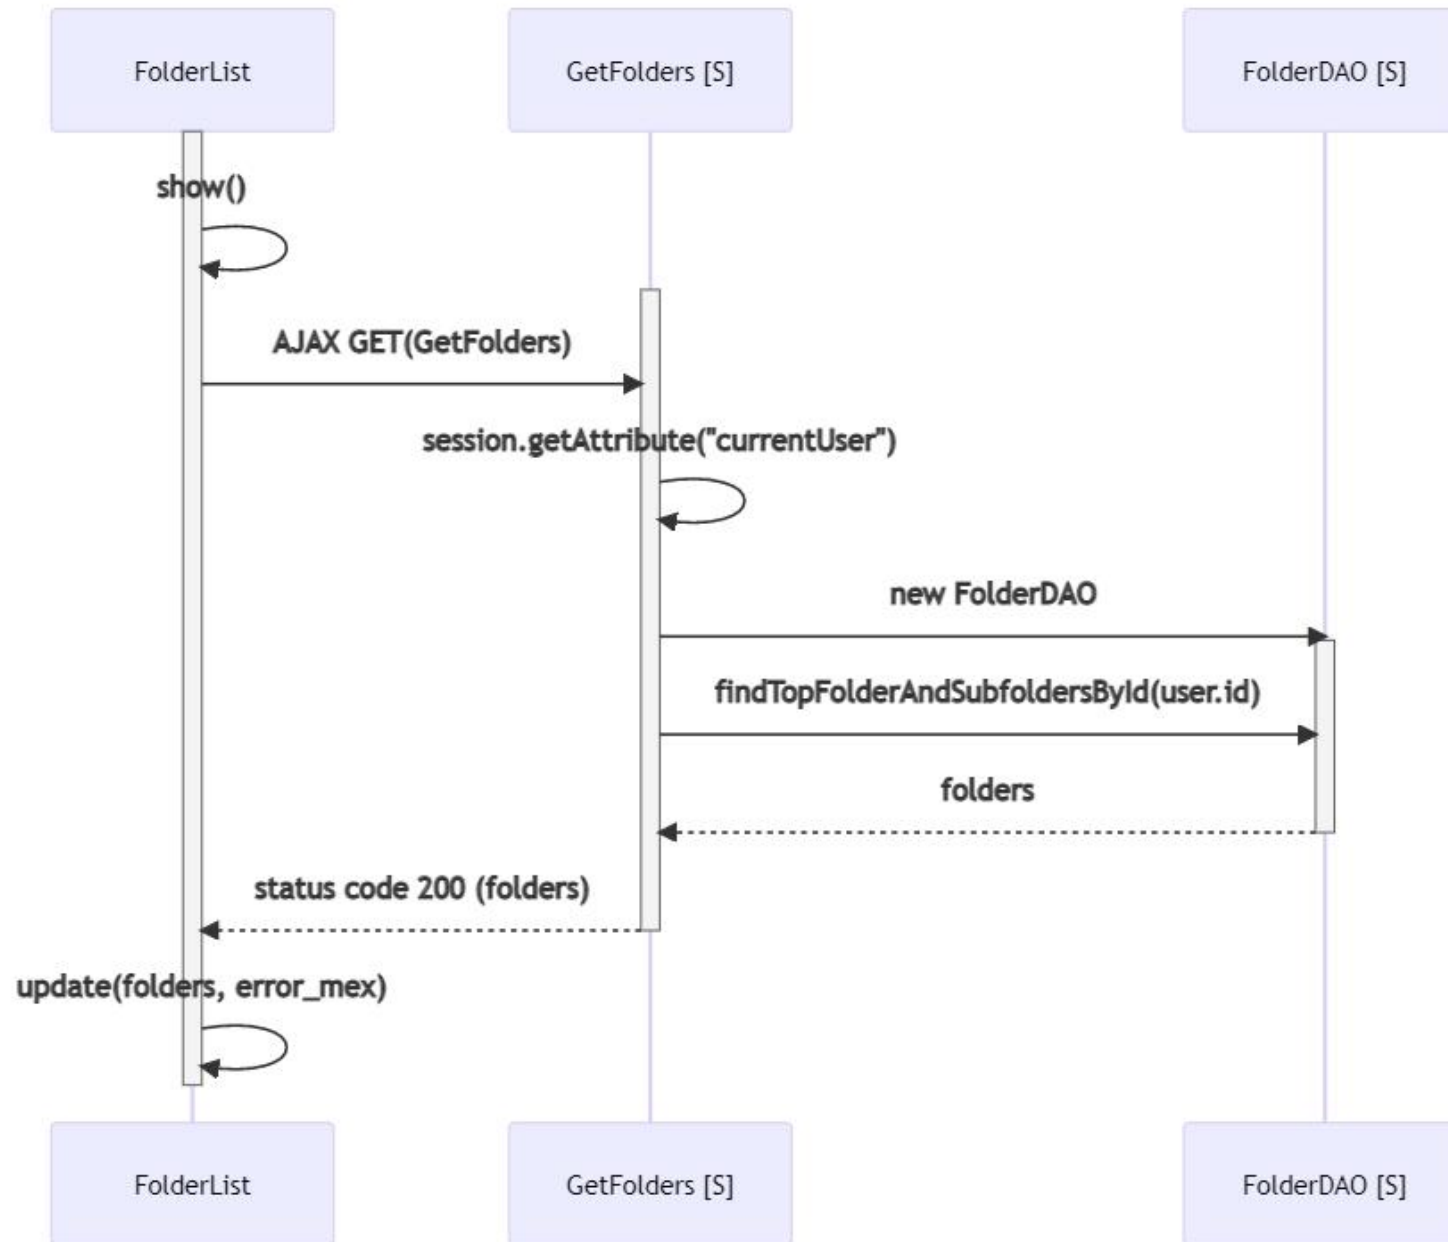 FolderList
GetFolders [S]
FolderDAO [S]
show()
AJAX GET(GetFolders)
session.getAttribute("currentUser")
new FolderDAO
findTopFolderAndSubfoldersById(user.id)
folders
status code 200 (folders)
update(folders, error_mex)
FolderList
GetFolders [S]
FolderDAO [S]